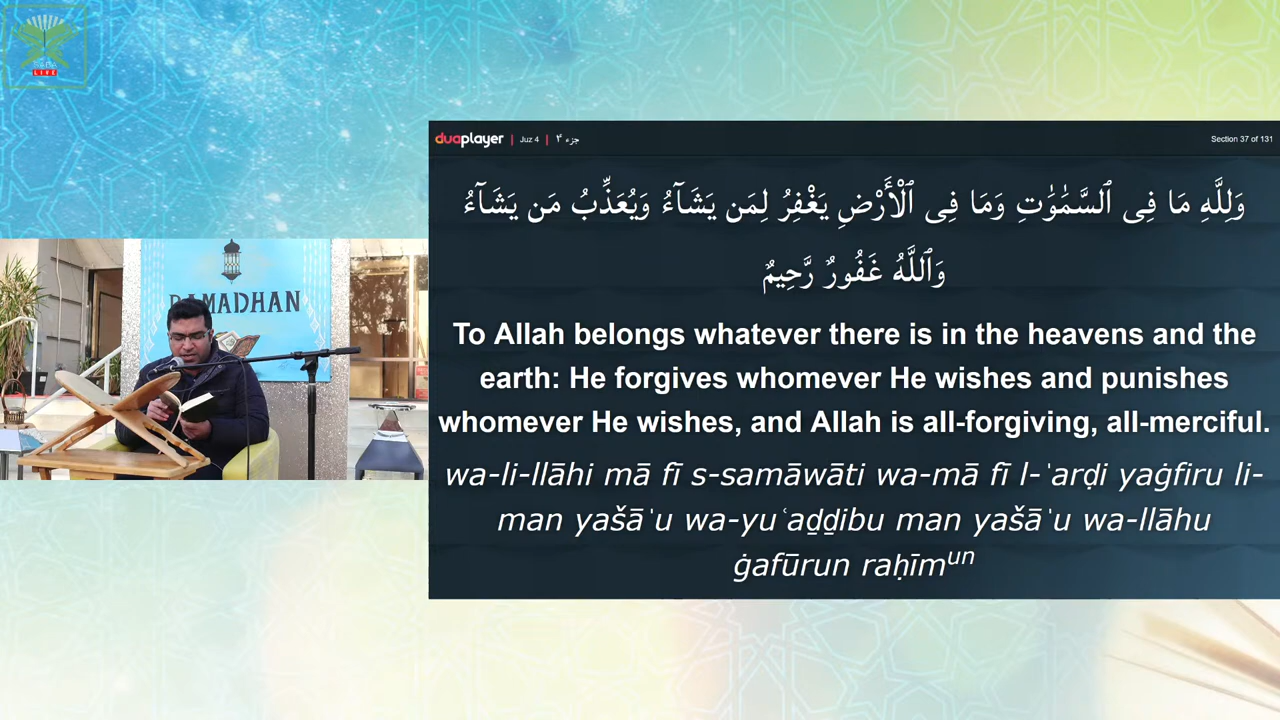 LIVE
duaplayer | Juz 4 | جزء ۴
Section 37 of 131
وَلِلَّهِ مَا فِى ٱلسَّمَٰوَٰتِ وَمَا فِى ٱلْأَرْضِ يَغْفِرُ لِمَن يَشَآءُ وَيُعَذِّبُ مَن يَشَآءُ
وَٱللَّهُ غَفُورٌ رَّحِيمٌ
To Allah belongs whatever there is in the heavens and the
earth: He forgives whomever He wishes and punishes
whomever He wishes, and Allah is all-forgiving, all-merciful.
wa-li-llāhi mā fī s-samāwāti wa-mā fī l-ʾarḍi yaġfiru li-
man yašāʾu wa-yuʿaḏḏibu man yašāʾu wa-llāhu
ġafūrun raḥīmᵘⁿ
RAMADHAN